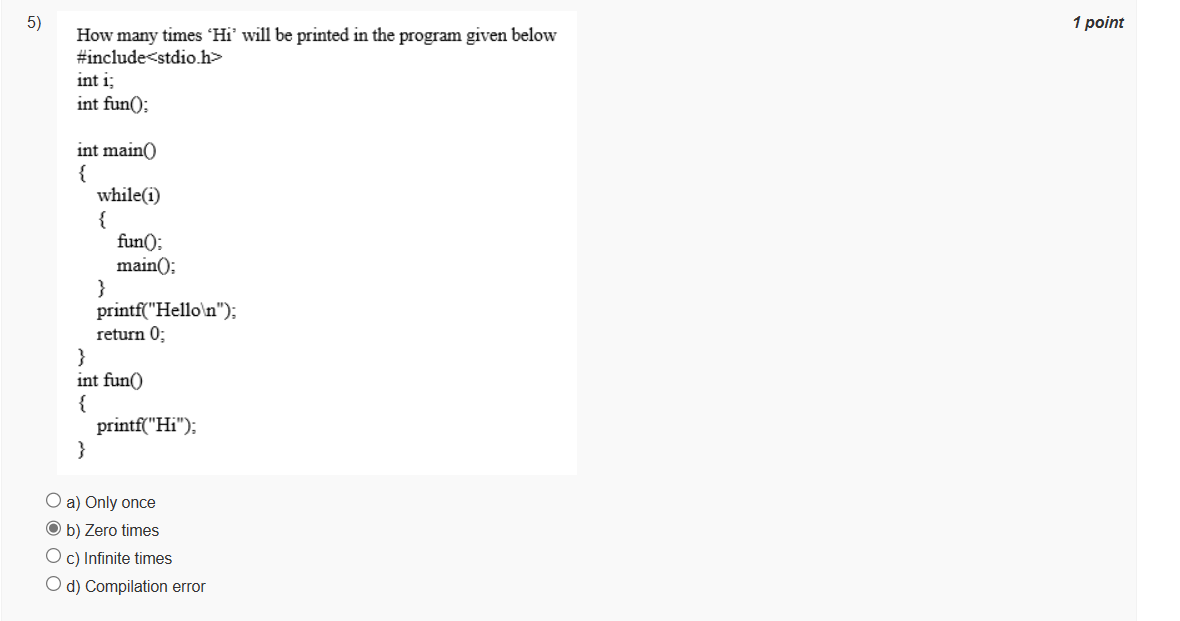 5)
1 point
How many times ‘Hi’ will be printed in the program given below
#include<stdio.h>
int i;
int fun();
int main()
{
while(i)
{
fun();
main();
}
printf("Hello\n");
return 0;
}
int fun()
{
printf("Hi");
}
a) Only once
b) Zero times
c) Infinite times
d) Compilation error